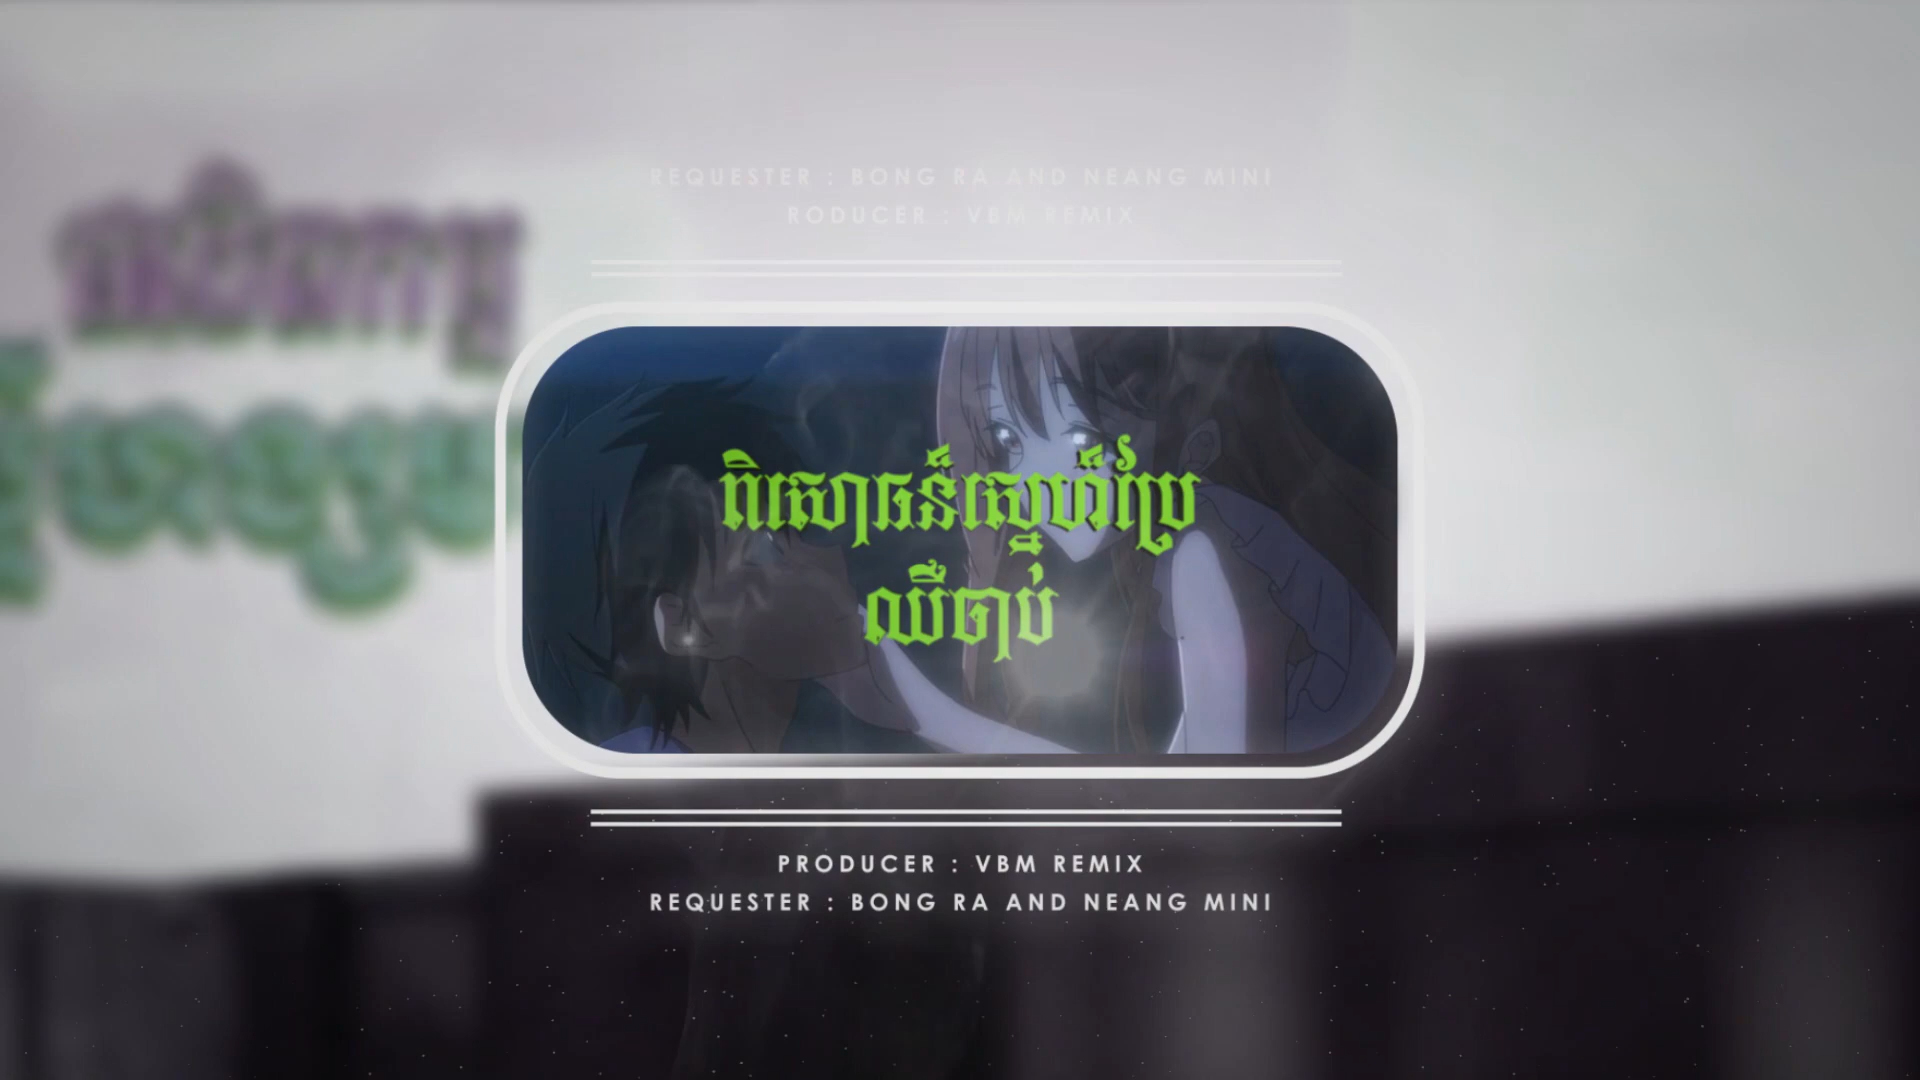 REQUESTER : BONG RA AND NEANG MINI
RODUCER : VBM REMIX
ពិសោធន៏ស្នេហ៏ប្រែ
ឈឺចាប់
PRODUCER : VBM REMIX
REQUESTER : BONG RA AND NEANG MINI